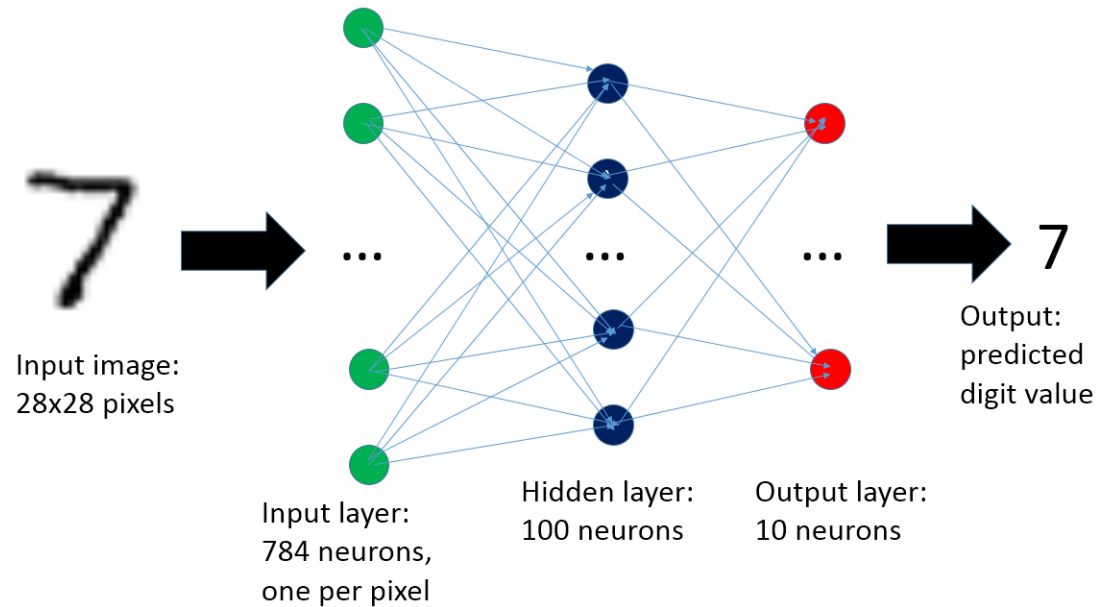 7
...
...
...
7
Input image:
28x28 pixels
Output:
predicted
digit value
Input layer:
784 neurons,
one per pixel
Hidden layer:
100 neurons
Output layer:
10 neurons